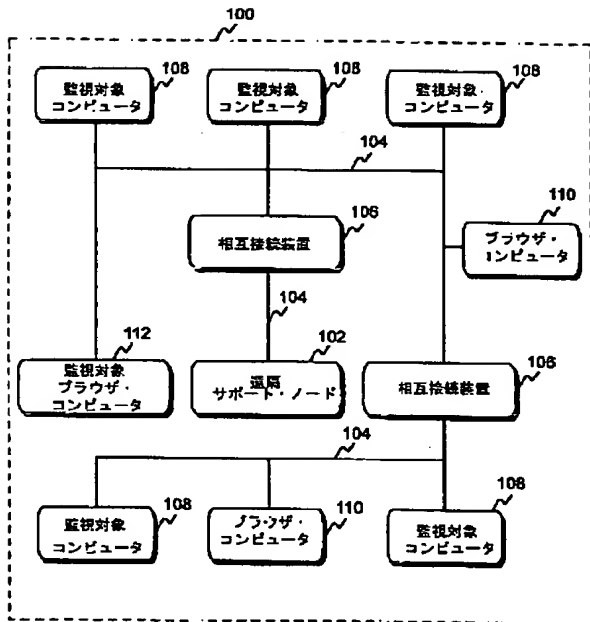 100
108
監視対象
コンピュータ
108
監視対象
コンピュータ
108
監視対象・
コンピュータ
104
110
ブラウザ・
コンピュータ
106
相互接続装置
104
112
監視対象
ブラウザ・
コンピュータ
102
遠隔
サポート・ノード
106
相互接続装置
104
108
監視対象
コンピュータ
110
ブラウザ・
コンピュータ
108
監視対象
コンピュータ